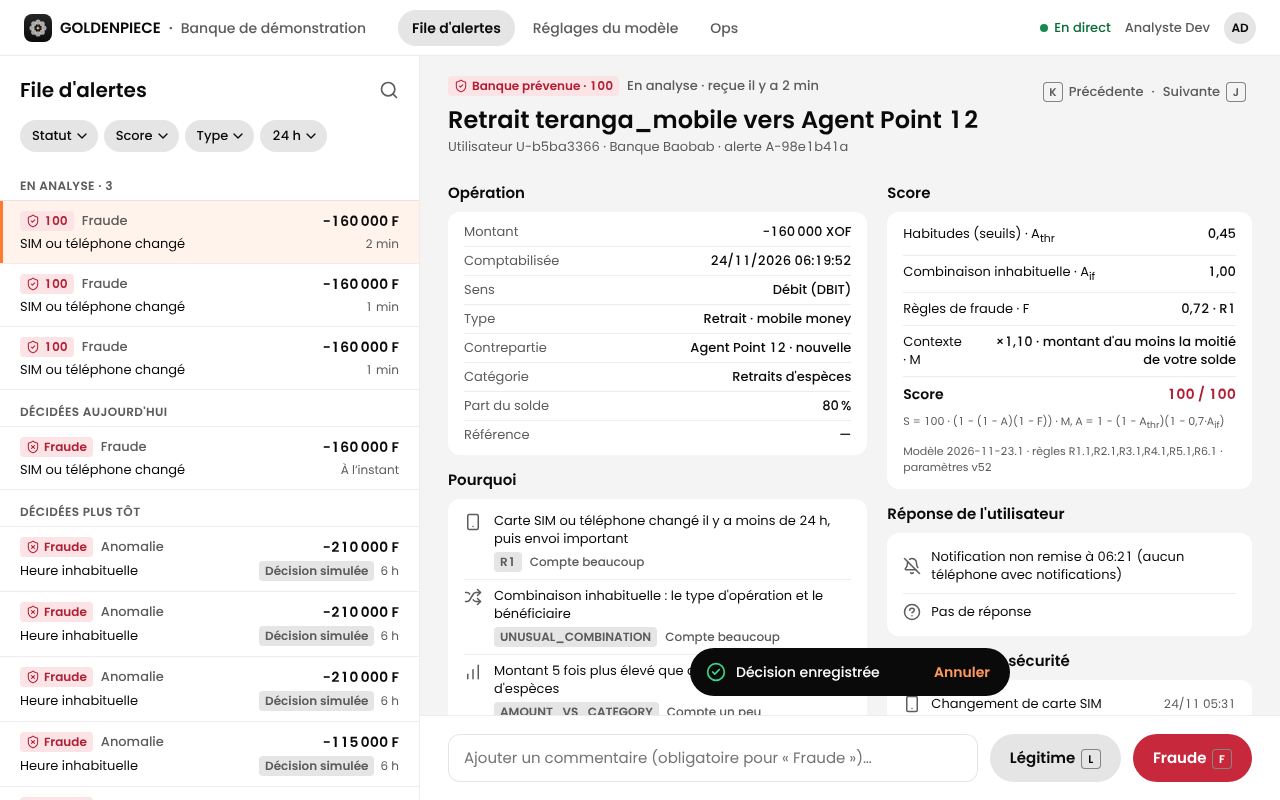 GOLDENPIECE · Banque de démonstration
File d'alertes
Réglages du modèle
Ops
En direct
Analyste Dev
AD
File d'alertes
Statut
Score
Type
24 h
EN ANALYSE · 3
100 Fraude -160 000 F
SIM ou téléphone changé 2 min
100 Fraude -160 000 F
SIM ou téléphone changé 1 min
100 Fraude -160 000 F
SIM ou téléphone changé 1 min
DÉCIDÉES AUJOURD'HUI
Fraude Fraude -160 000 F
SIM ou téléphone changé À l'instant
DÉCIDÉES PLUS TÔT
Fraude Anomalie -210 000 F
Heure inhabituelle Décision simulée 6 h
Fraude Anomalie -210 000 F
Heure inhabituelle Décision simulée 6 h
Fraude Anomalie -210 000 F
Heure inhabituelle Décision simulée 6 h
Fraude Anomalie -115 000 F
Heure inhabituelle Décision simulée 6 h
Banque prévenue · 100 En analyse · reçue il y a 2 min
K Précédente · Suivante J
Retrait teranga_mobile vers Agent Point 12
Utilisateur U-b5ba3366 · Banque Baobab · alerte A-98e1b41a
Opération
Montant -160 000 XOF
Comptabilisée 24/11/2026 06:19:52
Sens Débit (DBIT)
Type Retrait · mobile money
Contrepartie Agent Point 12 · nouvelle
Catégorie Retraits d'espèces
Part du solde 80 %
Référence —
Pourquoi
Carte SIM ou téléphone changé il y a moins de 24 h,
puis envoi important
R1 Compte beaucoup
Combinaison inhabituelle : le type d'opération et le
bénéficiaire
UNUSUAL_COMBINATION Compte beaucoup
Montant 5 fois plus élevé que
d'espèces
AMOUNT_VS_CATEGORY Compte un peu
Score
Habitudes (seuils) · Athr 0,45
Combinaison inhabituelle · Aif 1,00
Règles de fraude · F 0,72 · R1
Contexte ×1,10 · montant d'au moins la moitié
· M de votre solde
Score 100 / 100
S = 100 · (1 - (1 - A)(1 - F)) · M, A = 1 - (1 - Athr)(1 - 0,7·Aif)
Modèle 2026-11-23.1 · règles R1.1,R2.1,R3.1,R4.1,R5.1,R6.1 ·
paramètres v52
Réponse de l'utilisateur
Notification non remise à 06:21 (aucun
téléphone avec notifications)
Pas de réponse
sécurité
Changement de carte SIM 24/11 05:31
Décision enregistrée Annuler
Ajouter un commentaire (obligatoire pour « Fraude »)…
Légitime L
Fraude F